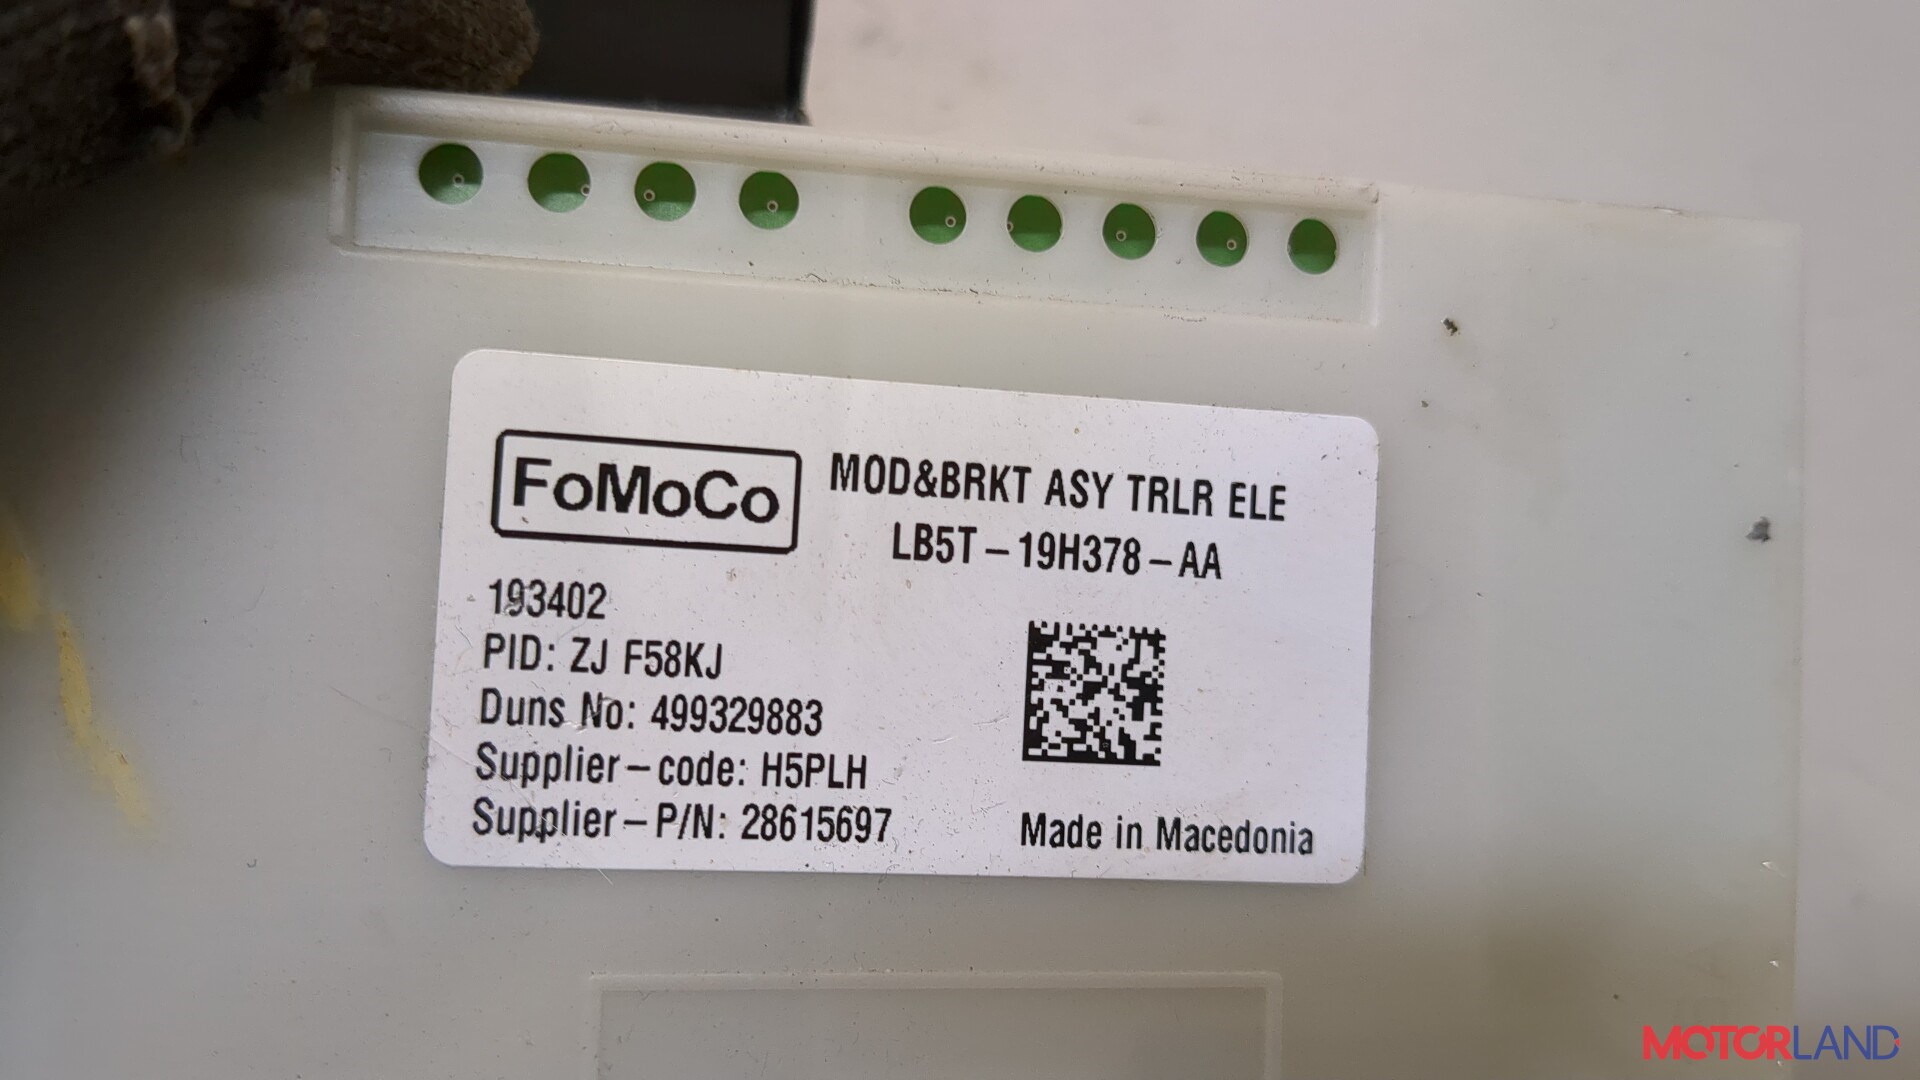 FoMoCo
MOD&BRKT ASY TRLR ELE
LB5T-19H378-AA
193402
PID: ZJ F58KJ
Duns No: 499329883
Supplier-code: H5PLH
Supplier-P/N: 28615697
Made in Macedonia
MOTORLAND